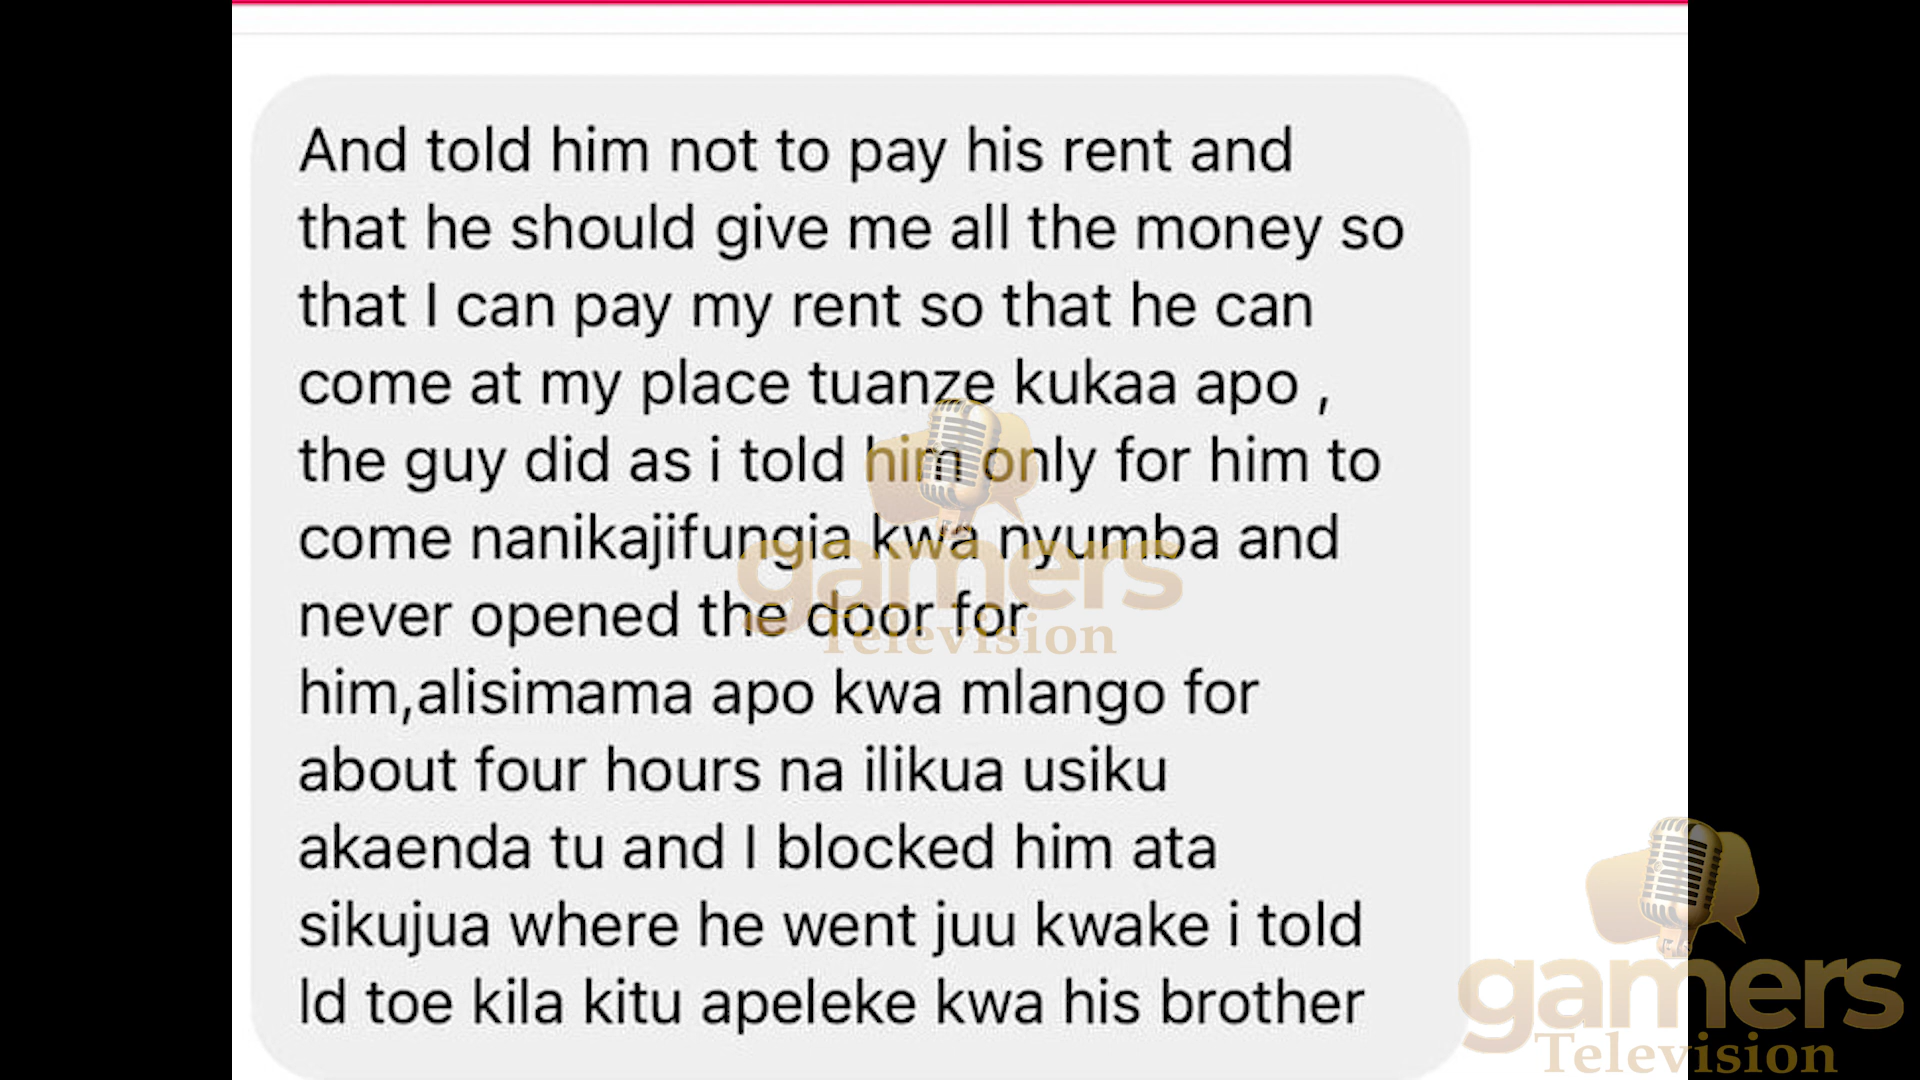 And told him not to pay his rent and
that he should give me all the money so
that I can pay my rent so that he can
come at my place tuanze kukaa apo ,
the guy did as i told him only for him to
come nanikajifungia kwa nyumba and
never opened the door for
him,alisimama apo kwa mlango for
about four hours na ilikua usiku
akaenda tu and I blocked him ata
sikujua where he went juu kwake i told
ld toe kila kitu apeleke kwa his brother
gamers
Television
gamers
Television